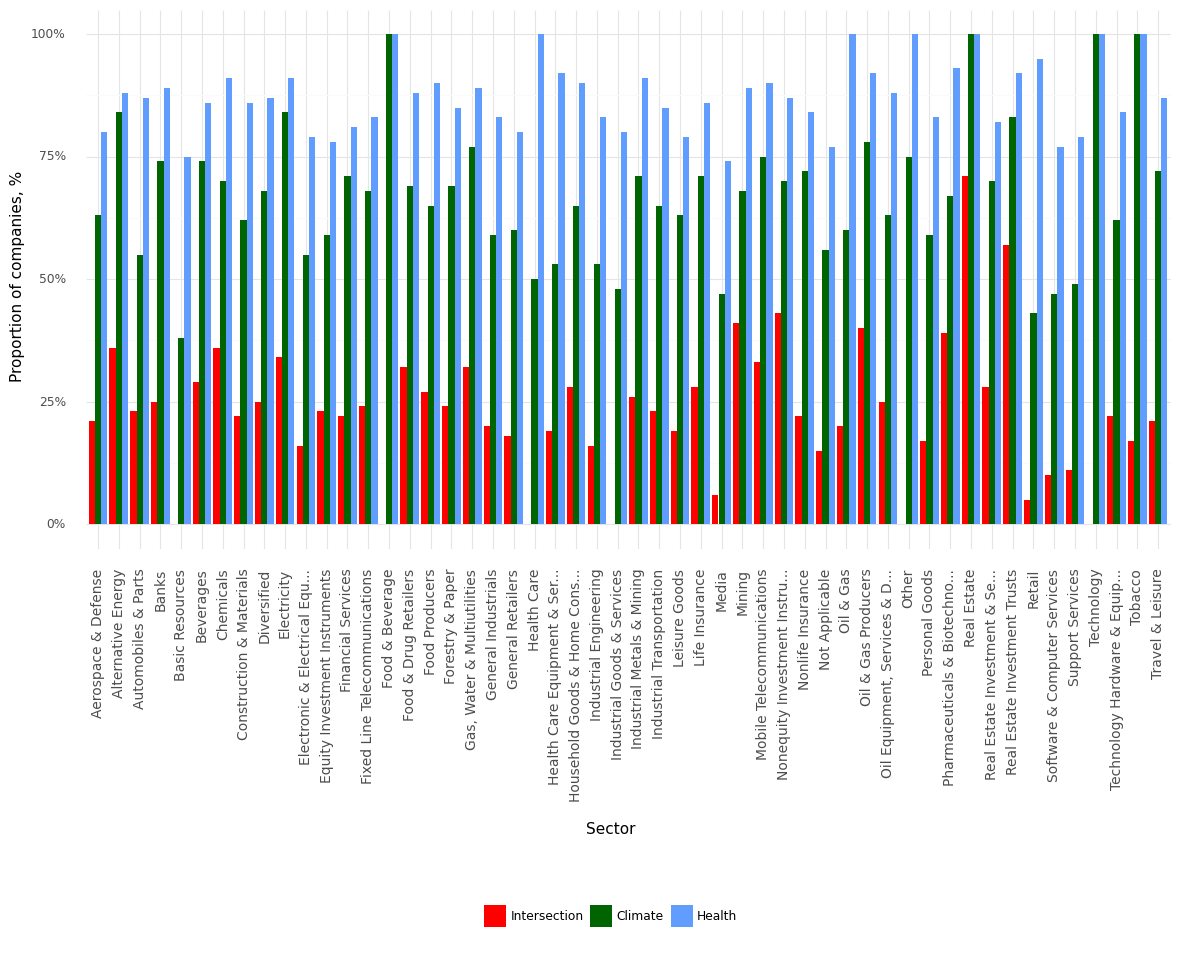 Proportion of companies, %
100%
75%
50%
25%
0%
Aerospace & Defense
Alternative Energy
Automobiles & Parts
Banks
Basic Resources
Beverages
Chemicals
Construction & Materials
Diversified
Electricity
Electronic & Electrical Equ...
Equity Investment Instruments
Financial Services
Fixed Line Telecommunications
Food & Beverage
Food & Drug Retailers
Food Producers
Forestry & Paper
Gas, Water & Multiutilities
General Industrials
General Retailers
Health Care
Health Care Equipment & Ser...
Household Goods & Home Cons...
Industrial Engineering
Industrial Goods & Services
Industrial Metals & Mining
Industrial Transportation
Leisure Goods
Life Insurance
Media
Mining
Mobile Telecommunications
Nonequity Investment Instru...
Nonlife Insurance
Not Applicable
Oil & Gas
Oil & Gas Producers
Oil Equipment, Services & D...
Other
Personal Goods
Pharmaceuticals & Biotechno...
Real Estate
Real Estate Investment & Se...
Real Estate Investment Trusts
Retail
Software & Computer Services
Support Services
Technology
Technology Hardware & Equip...
Tobacco
Travel & Leisure
Sector
Intersection
Climate
Health